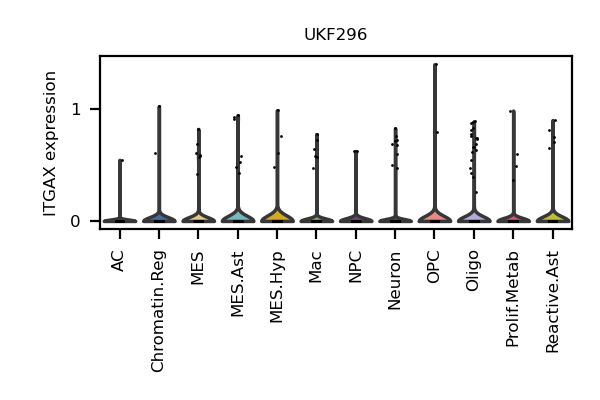 UKF296
ITGAX expression
1
0
AC
Chromatin.Reg
MES
MES.Ast
MES.Hyp
Mac
NPC
Neuron
OPC
Oligo
Prolif.Metab
Reactive.Ast